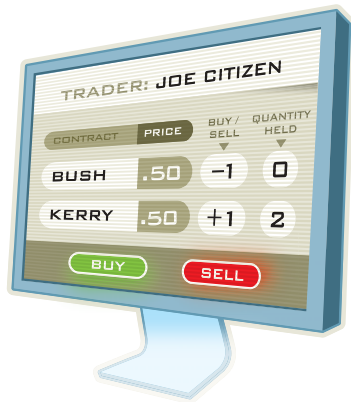 TRADER: JOE CITIZEN
CONTRACT PRICE BUY / SELL QUANTITY HELD
BUSH .50 -1 0
KERRY .50 +1 2
BUY SELL